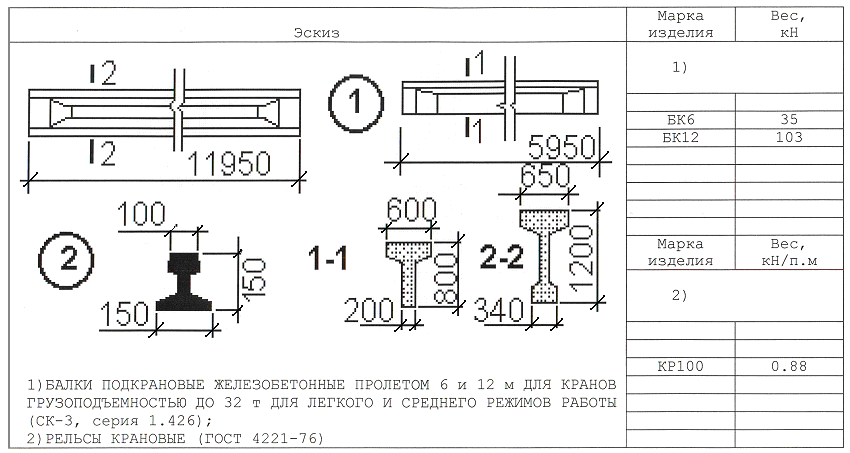 Эскиз
Марка изделия
Вес, кН
1)
БК6 35
БК12 103
Марка изделия
Вес, кН/п.м
2)
КР100 0.88
2
2
11950
1
1
1
5950
2
100
150
150
1-1
600
800
200
2-2
650
1200
340
1)БАЛКИ ПОДКРАНОВЫЕ ЖЕЛЕЗОБЕТОННЫЕ ПРОЛЕТОМ 6 и 12 м ДЛЯ КРАНОВ
ГРУЗОПОДЪЕМНОСТЬЮ ДО 32 т ДЛЯ ЛЕГКОГО И СРЕДНЕГО РЕЖИМОВ РАБОТЫ
(СК-3, серия 1.426);
2)РЕЛЬСЫ КРАНОВЫЕ (ГОСТ 4221-76)